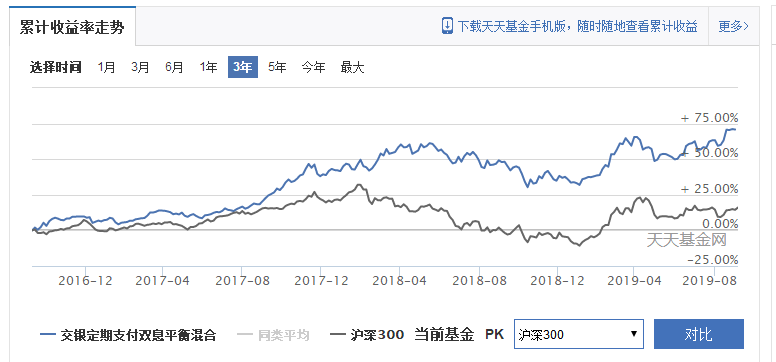 累计收益率走势 下载天天基金手机版，随时随地查看累计收益 更多>
选择时间 1月 3月 6月 1年 3年 5年 今年 最大
+ 75.00%
+ 50.00%
+ 25.00%
0.00%
天天基金网
-25.00%
2016-12 2017-04 2017-08 2017-12 2018-04 2018-08 2018-12 2019-04 2019-08
交银定期支付双息平衡混合 同类平均 沪深300 当前基金 PK 沪深300 对比